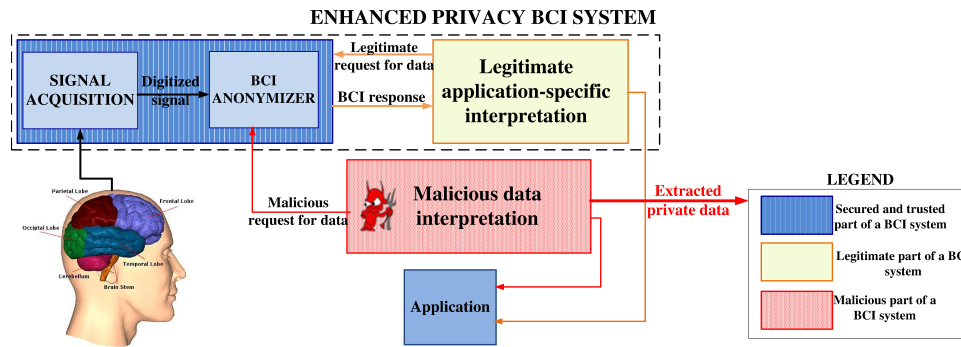 ENHANCED PRIVACY BCI SYSTEM
SIGNAL
ACQUISITION
Digitized
signal
BCI
ANONYMIZER
Legitimate
request for data
BCI response
Legitimate
application-specific
interpretation
Malicious
request for data
Malicious data
interpretation
Extracted
private data
Application
Parietal Lobe
Frontal Lobe
Occipital Lobe
Temporal Lobe
Cerebellum
Brain Stem
LEGEND
Secured and trusted
part of a BCI system
Legitimate part of a BC
system
Malicious part of a
BCI system